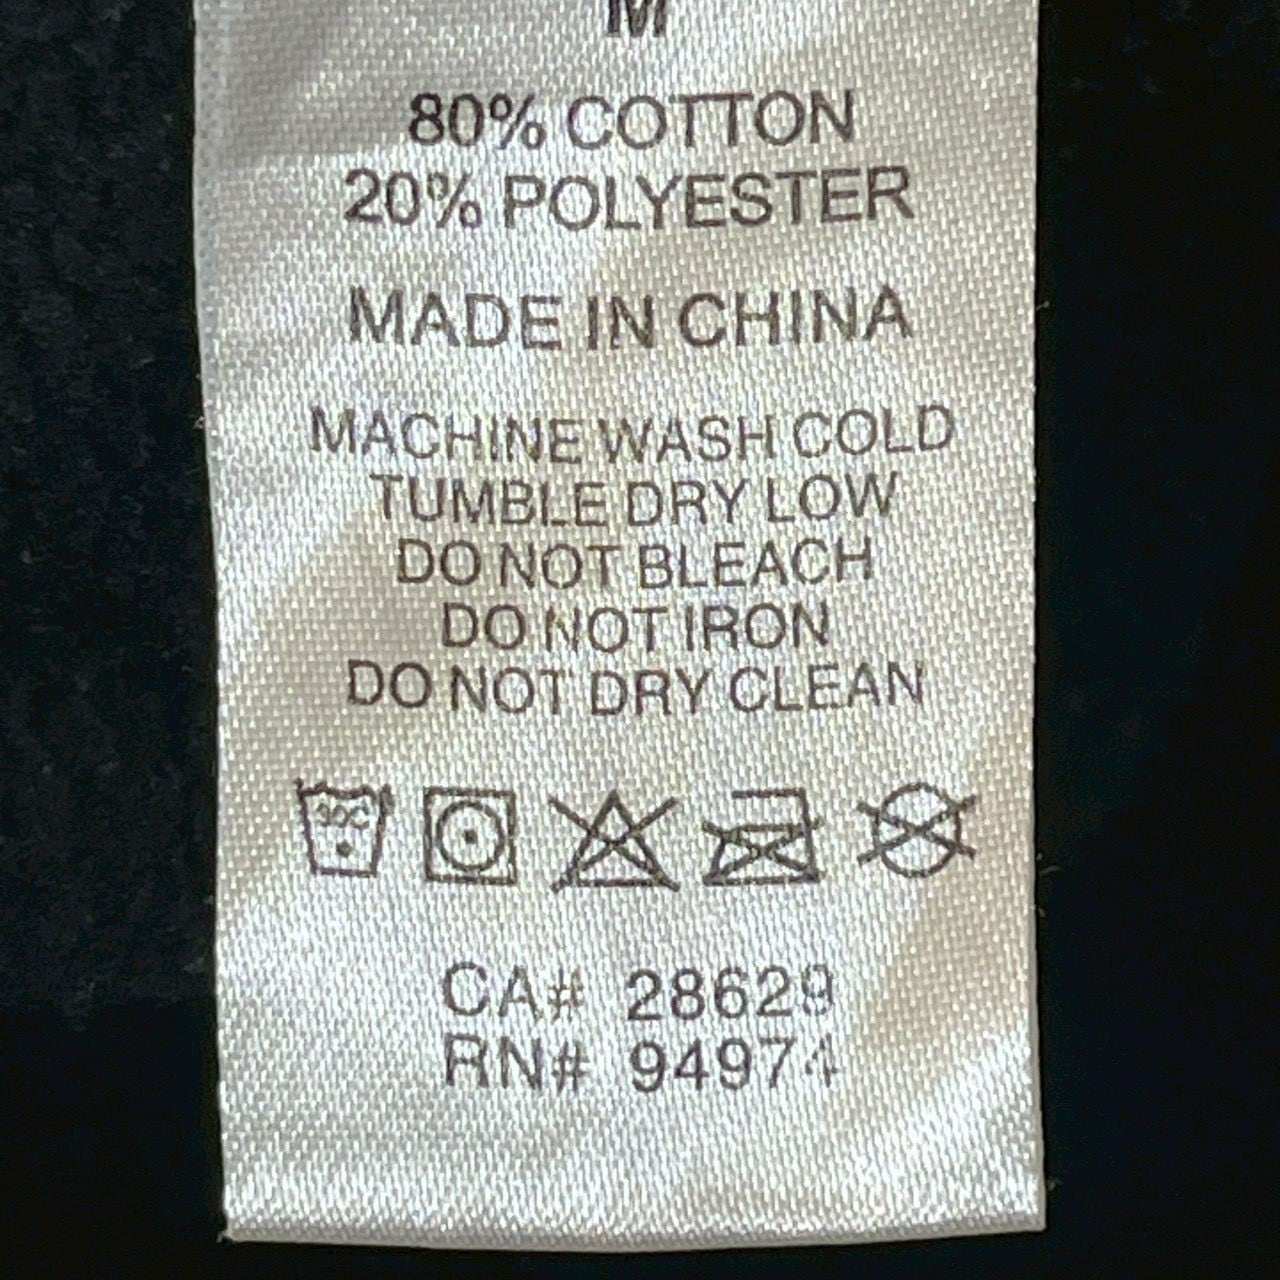 M
80% COTTON
20% POLYESTER
MADE IN CHINA
MACHINE WASH COLD
TUMBLE DRY LOW
DO NOT BLEACH
DO NOT IRON
DO NOT DRY CLEAN
30C
CA# 28629
RN# 94974